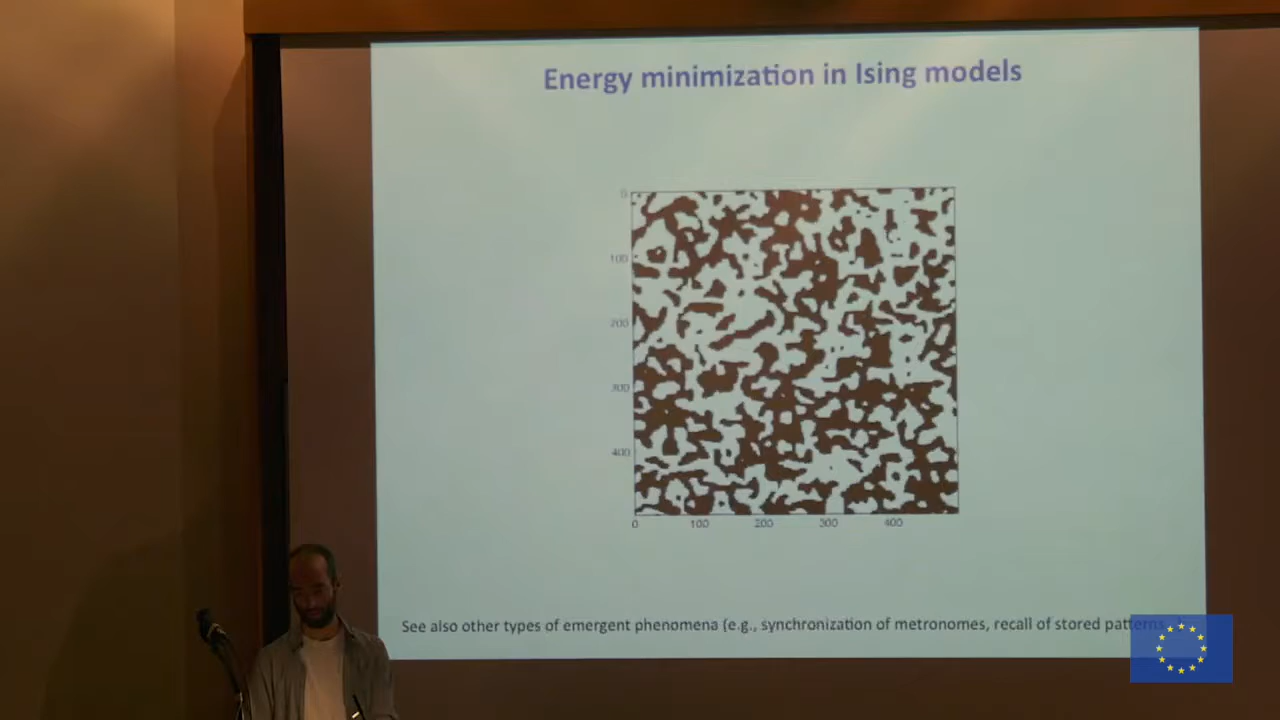 Energy minimization in Ising models
0
100
200
300
400
0 100 200 300 400
See also other types of emergent phenomena (e.g., synchronization of metronomes, recall of stored patterns